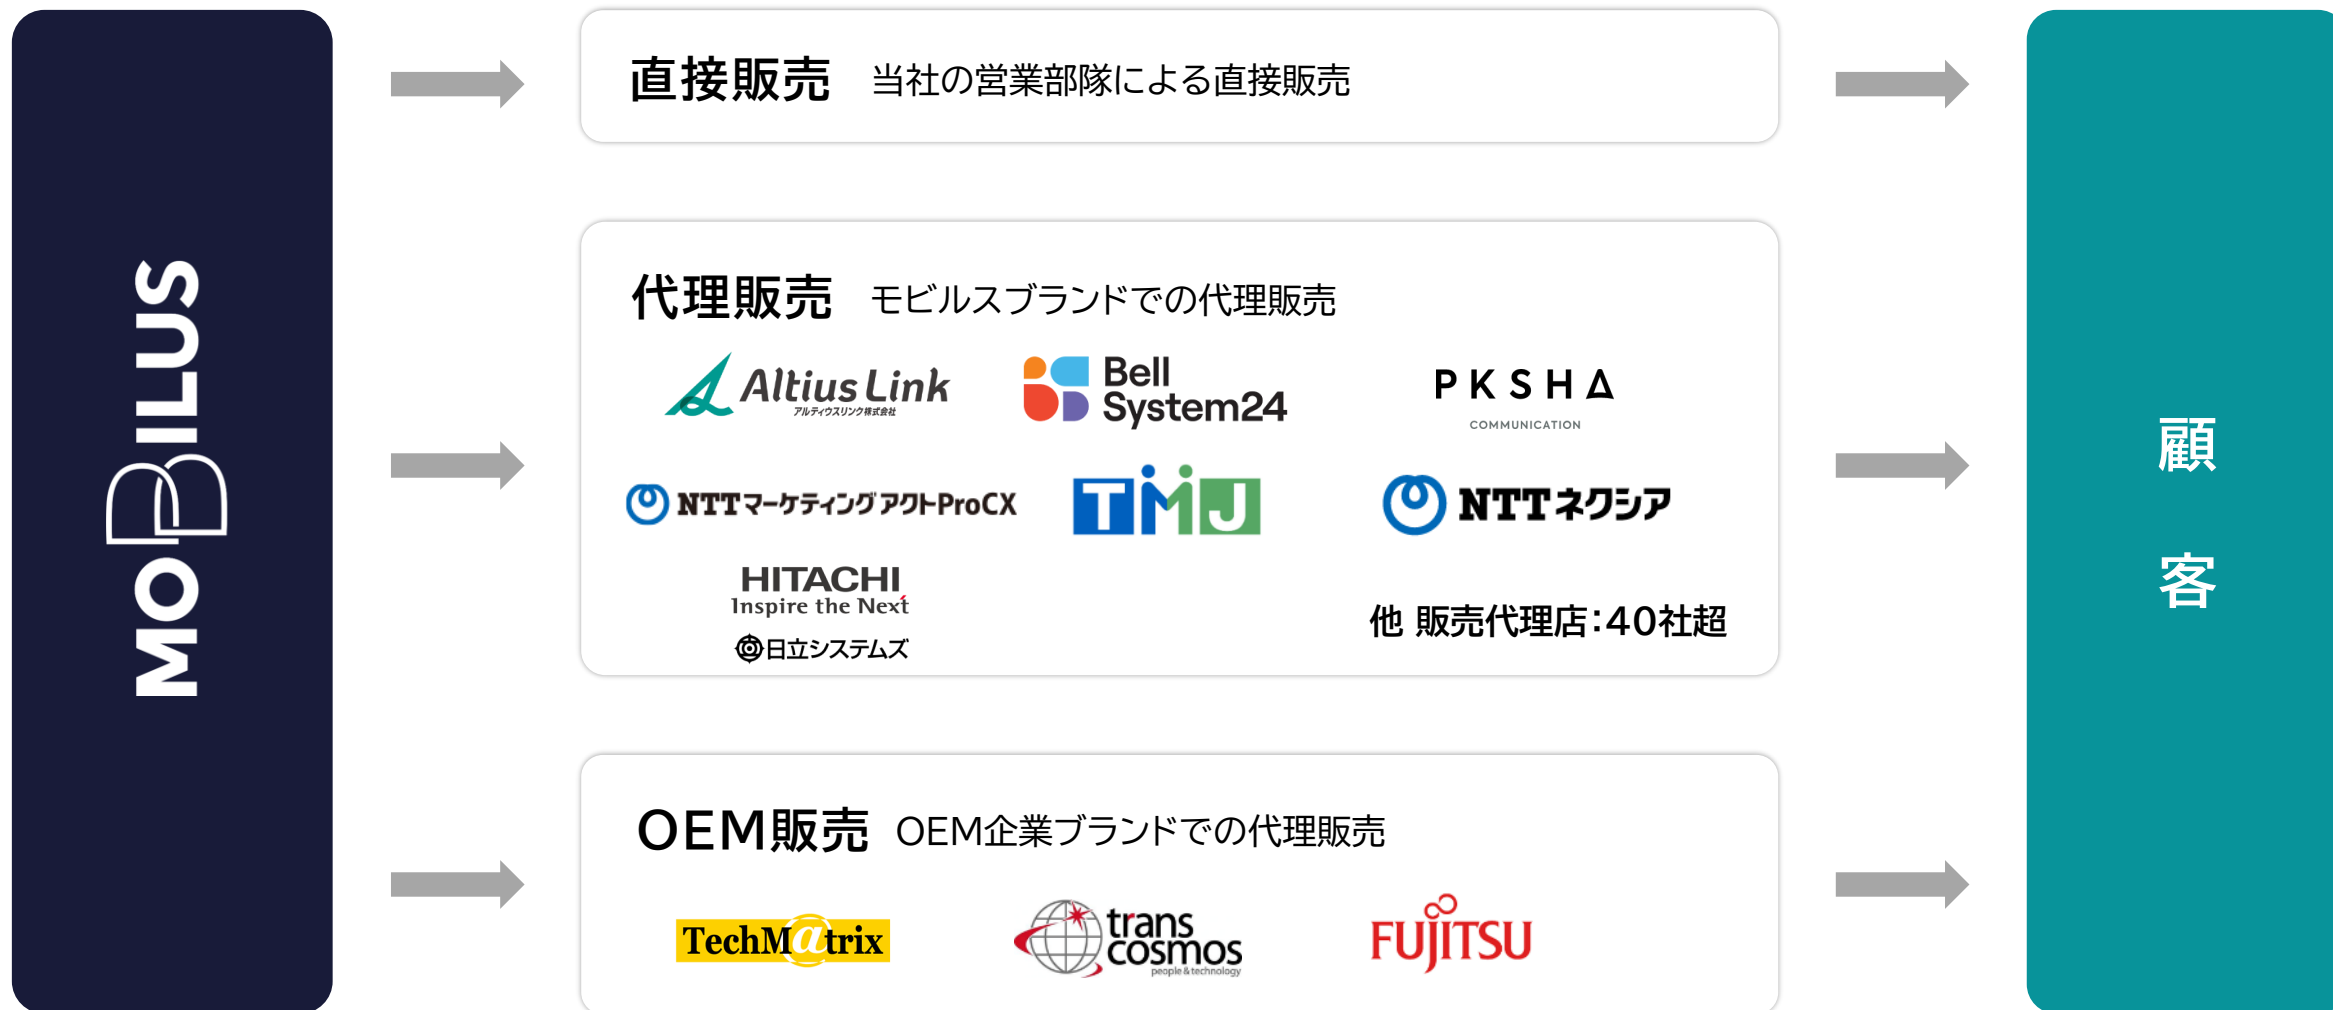 MOBILUS
直接販売 当社の営業部隊による直接販売
代理販売 モビルスブランドでの代理販売
Altius Link
アルティウスリンク株式会社
Bell
System24
PKSHA
COMMUNICATION
NTTマーケティング アクトProCX
TMJ
NTTネクシア
HITACHI
Inspire the Next
日立システムズ
他 販売代理店：40社超
OEM販売 OEM企業ブランドでの代理販売
TechM@trix
trans
cosmos
people & technology
FUJITSU
顧客